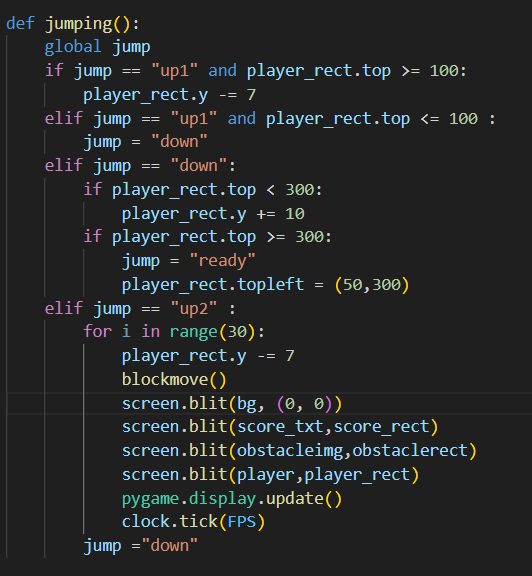 def jumping():
    global jump
    if jump == "up1" and player_rect.top >= 100:
        player_rect.y -= 7
    elif jump == "up1" and player_rect.top <= 100 :
        jump = "down"
    elif jump == "down":
        if player_rect.top < 300:
            player_rect.y += 10
        if player_rect.top >= 300:
            jump = "ready"
            player_rect.topleft = (50,300)
    elif jump == "up2" :
        for i in range(30):
            player_rect.y -= 7
            blockmove()
            screen.blit(bg, (0, 0))
            screen.blit(score_txt,score_rect)
            screen.blit(obstacleimg,obstaclerect)
            screen.blit(player,player_rect)
            pygame.display.update()
            clock.tick(FPS)
        jump ="down"